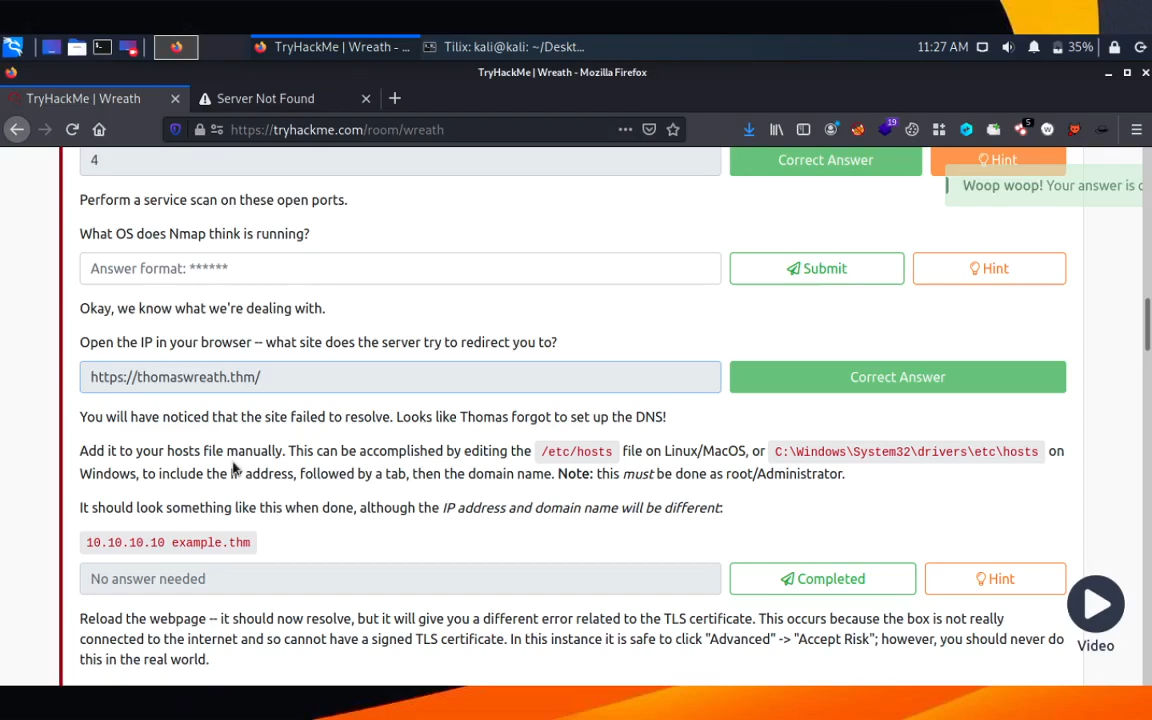 TryHackMe | Wreath - ...
Tilix: kali@kali: ~/Deskt...
11:27 AM
35%
TryHackMe | Wreath - Mozilla Firefox
TryHackMe | Wreath
Server Not Found
https://tryhackme.com/room/wreath
19
5
4
Correct Answer
Hint
Woop woop! Your answer is c
Perform a service scan on these open ports.
What OS does Nmap think is running?
Answer format: ******
Submit
Hint
Okay, we know what we're dealing with.
Open the IP in your browser -- what site does the server try to redirect you to?
https://thomaswreath.thm/
Correct Answer
You will have noticed that the site failed to resolve. Looks like Thomas forgot to set up the DNS!
Add it to your hosts file manually. This can be accomplished by editing the /etc/hosts file on Linux/MacOS, or C:\Windows\System32\drivers\etc\hosts on
Windows, to include the IP address, followed by a tab, then the domain name. Note: this must be done as root/Administrator.
It should look something like this when done, although the IP address and domain name will be different:
10.10.10.10 example.thm
No answer needed
Completed
Hint
Reload the webpage -- it should now resolve, but it will give you a different error related to the TLS certificate. This occurs because the box is not really
connected to the internet and so cannot have a signed TLS certificate. In this instance it is safe to click "Advanced" -> "Accept Risk"; however, you should never do
this in the real world.
Video